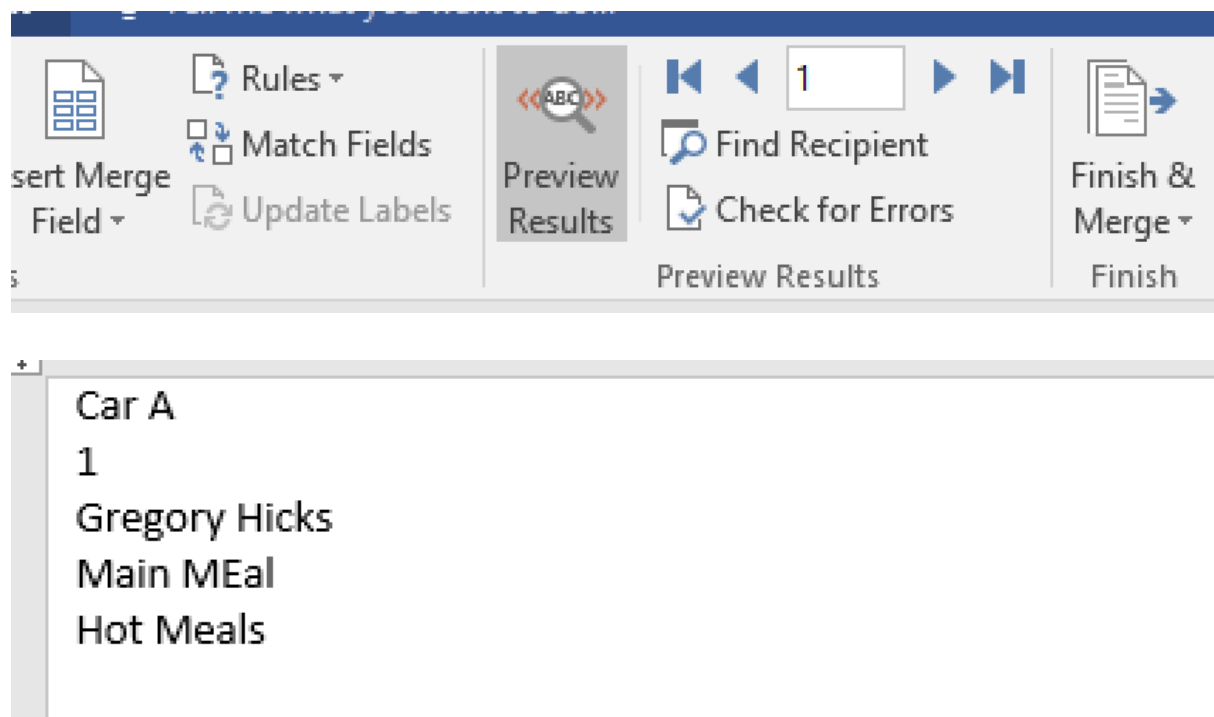 Rules
Match Fields
Update Labels
sert Merge
Field
<<ABC>>
Preview
Results
1
Find Recipient
Check for Errors
Preview Results
Finish &
Merge
Finish
s
Car A
1
Gregory Hicks
Main MEal
Hot Meals